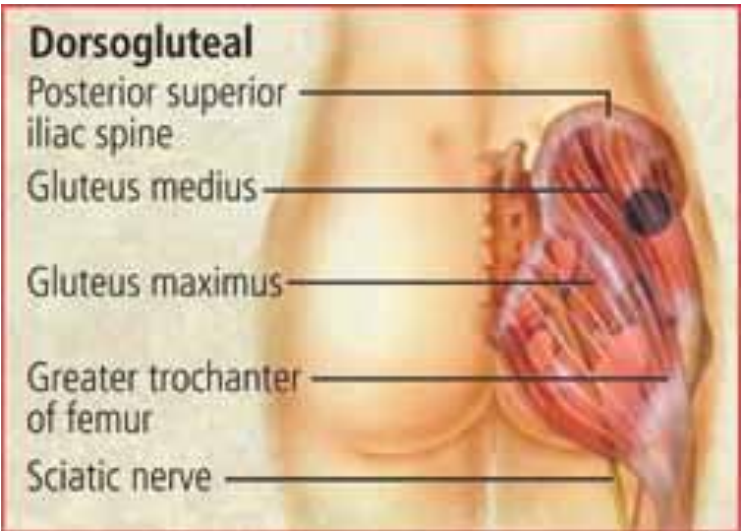 Dorsogluteal
Posterior superior
iliac spine
Gluteus medius
Gluteus maximus
Greater trochanter
of femur
Sciatic nerve